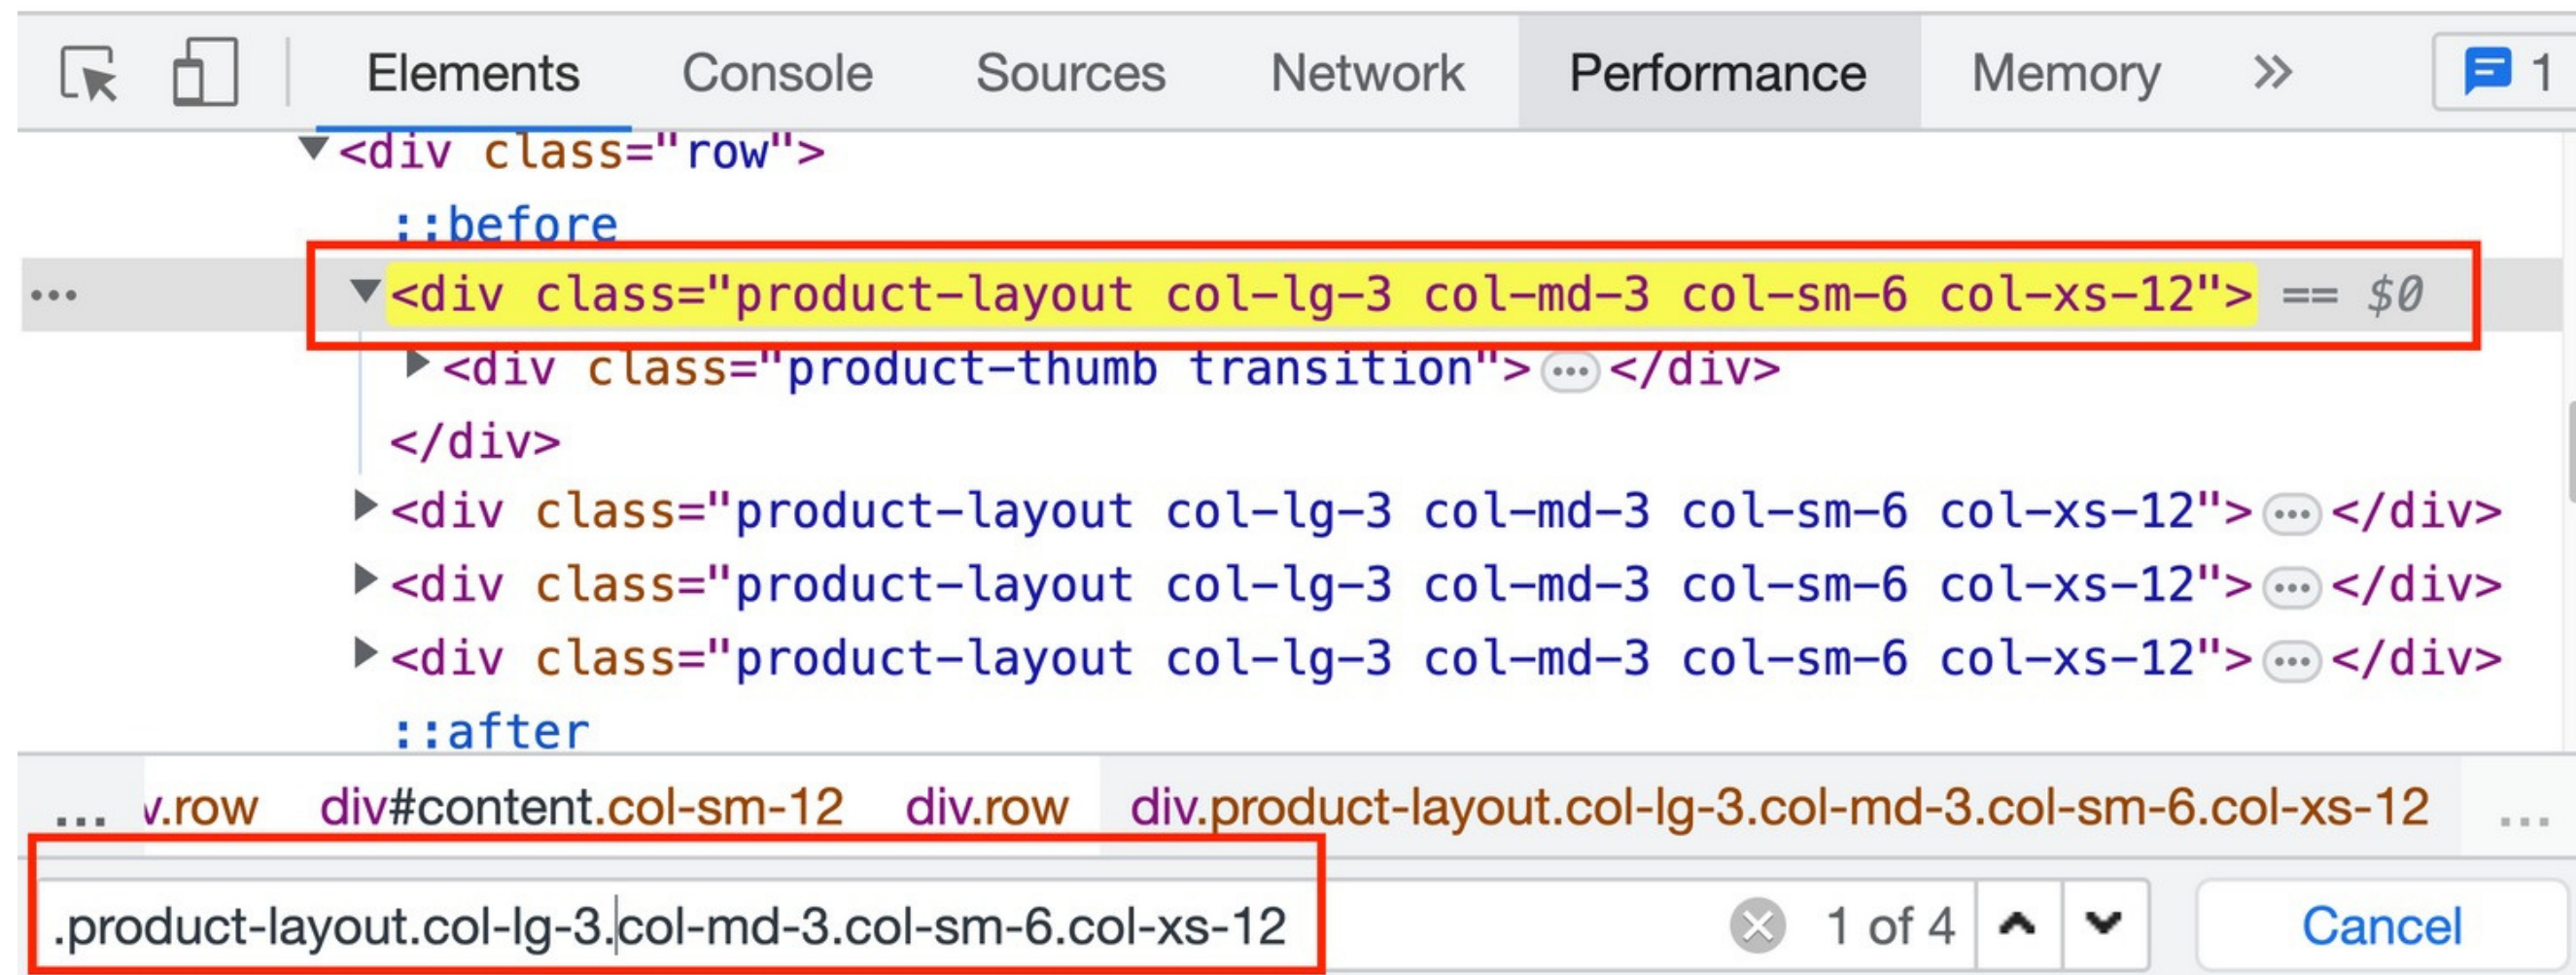 Elements Console Sources Network Performance Memory » 1
▼<div class="row">
::before
… ▼<div class="product-layout col-lg-3 col-md-3 col-sm-6 col-xs-12"> == $0
▶<div class="product-thumb transition">…</div>
</div>
▶<div class="product-layout col-lg-3 col-md-3 col-sm-6 col-xs-12">…</div>
▶<div class="product-layout col-lg-3 col-md-3 col-sm-6 col-xs-12">…</div>
▶<div class="product-layout col-lg-3 col-md-3 col-sm-6 col-xs-12">…</div>
::after
… v.row div#content.col-sm-12 div.row div.product-layout.col-lg-3.col-md-3.col-sm-6.col-xs-12 …
.product-layout.col-lg-3.col-md-3.col-sm-6.col-xs-12 1 of 4 Cancel